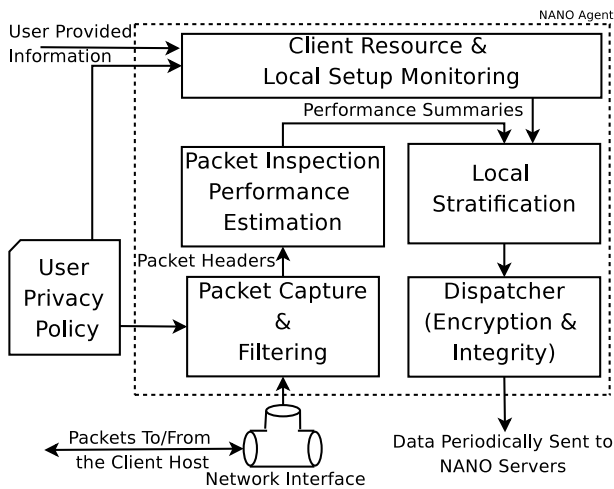 NANO Agent
User Provided
Information
Client Resource &
Local Setup Monitoring
Performance Summaries
Packet Inspection
Performance
Estimation
Local
Stratification
Packet Headers
User
Privacy
Policy
Packet Capture
&
Filtering
Dispatcher
(Encryption &
Integrity)
Packets To/From
the Client Host
Network Interface
Data Periodically Sent to
NANO Servers